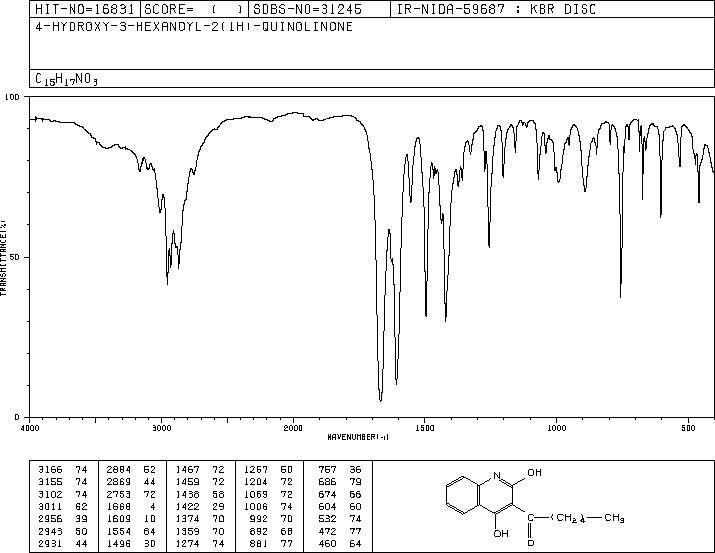 HIT-NO=16831 SCORE= ( ) SDBS-NO=31245 IR-NIDA-59687 : KBR DISC
4-HYDROXY-3-HEXANOYL-2(1H)-QUINOLINONE
C15H17NO3
100
50
0
TRANSMITTANCE(%)
4000 3000 2000 1500 1000 500
WAVENUMBER(-1)
3166 74 2884 52 1467 72 1267 60 757 36
3155 74 2869 44 1459 72 1204 72 686 79
3102 74 2753 72 1438 58 1069 72 674 66
3011 62 1668 4 1422 29 1006 74 604 60
2956 39 1609 10 1374 70 992 70 532 74
2943 50 1554 64 1359 70 892 68 472 77
2931 44 1496 30 1274 74 881 77 460 64
N OH
C-(CH2)4-CH3
OH O